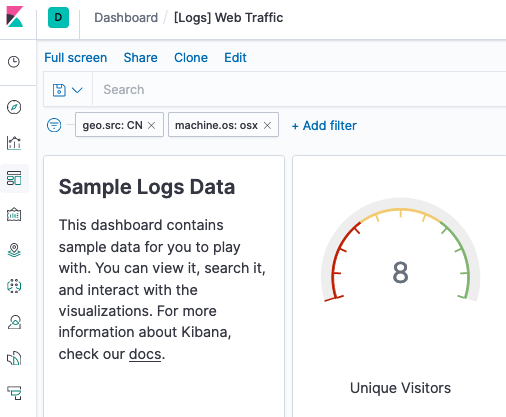 D Dashboard / [Logs] Web Traffic
Full screen Share Clone Edit
Search
geo.src: CN × machine.os: osx × + Add filter
Sample Logs Data
This dashboard contains
sample data for you to play
with. You can view it, search it,
and interact with the
visualizations. For more
information about Kibana,
check our docs.
8
Unique Visitors